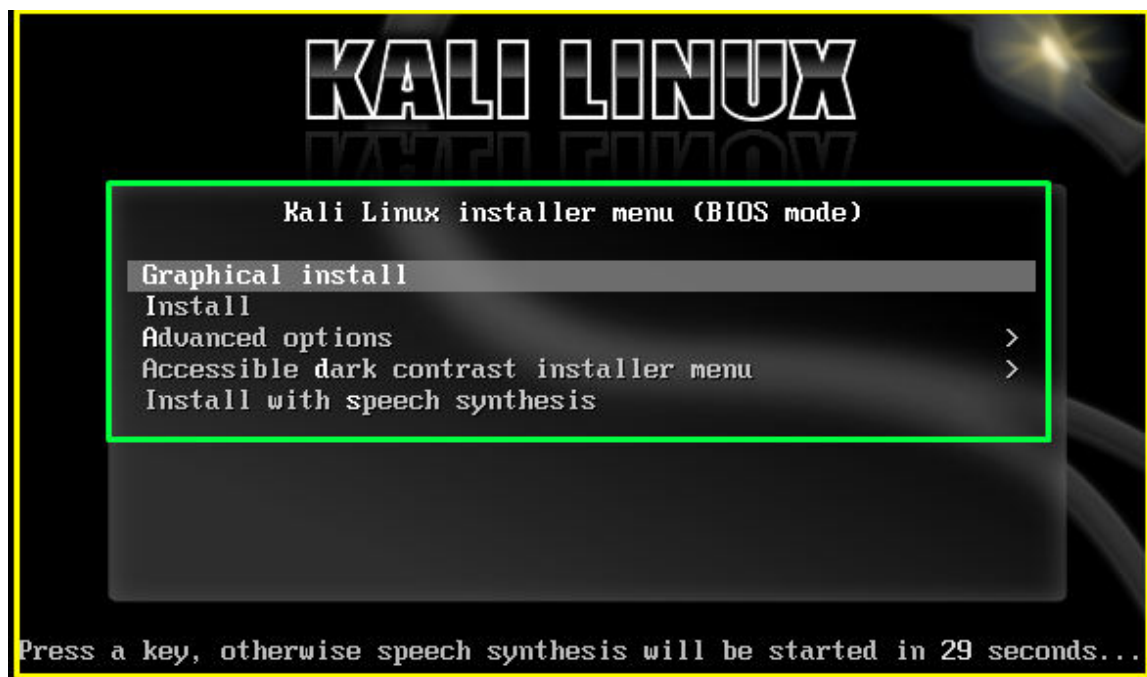 KALI LINUX
Kali Linux installer menu (BIOS mode)
Graphical install
Install
Advanced options >
Accessible dark contrast installer menu >
Install with speech synthesis
Press a key, otherwise speech synthesis will be started in 29 seconds...